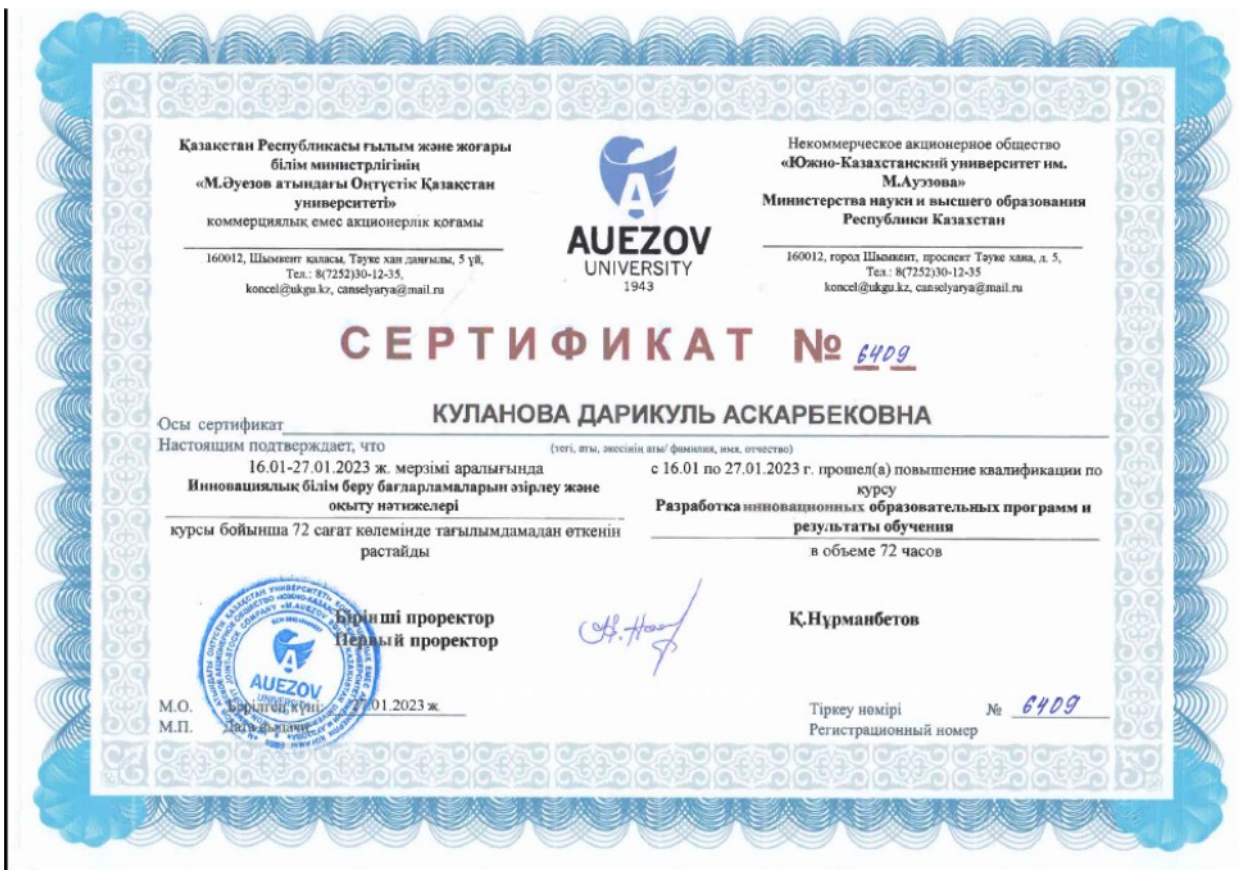 Қазақстан Республикасы ғылым және жоғары
білім министрлігінің
«М.Әуезов атындағы Оңтүстік Қазақстан
университеті»
коммерциялық емес акционерлік қоғамы
160012, Шымкент қаласы, Тәуке хан даңғылы, 5 үй,
Тел.: 8(7252)30-12-35,
koncel@ukgu.kz, canselyarya@mail.ru
AUEZOV
UNIVERSITY
1943
Некоммерческое акционерное общество
«Южно-Казахстанский университет им.
М.Ауэзова»
Министерства науки и высшего образования
Республики Казахстан
160012, город Шымкент, проспект Тәуке хана, д. 5,
Тел.: 8(7252)30-12-35
koncel@ukgu.kz, canselyarya@mail.ru
СЕРТИФИКАТ № 6409
Осы сертификат КУЛАНОВА ДАРИКУЛЬ АСКАРБЕКОВНА
Настоящим подтверждает, что (тегі, аты, әкесінің аты/ фамилия, имя, отчество)
16.01-27.01.2023 ж. мерзімі аралығында
Инновациялық білім беру бағдарламаларын әзірлеу және
оқыту нәтижелері
курсы бойынша 72 сағат көлемінде тағылымдамадан өткенін
растайды
с 16.01 по 27.01.2023 г. прошел(а) повышение квалификации по
курсу
Разработка инновационных образовательных программ и
результаты обучения
в объеме 72 часов
Бірінші проректор
Первый проректор
Қ.Нұрманбетов
AUEZOV
UNIVERSITY
М.О. Берілген күні: 27.01.2023 ж.
М.П. Дата выдачи
Тіркеу нөмірі № 6409
Регистрационный номер